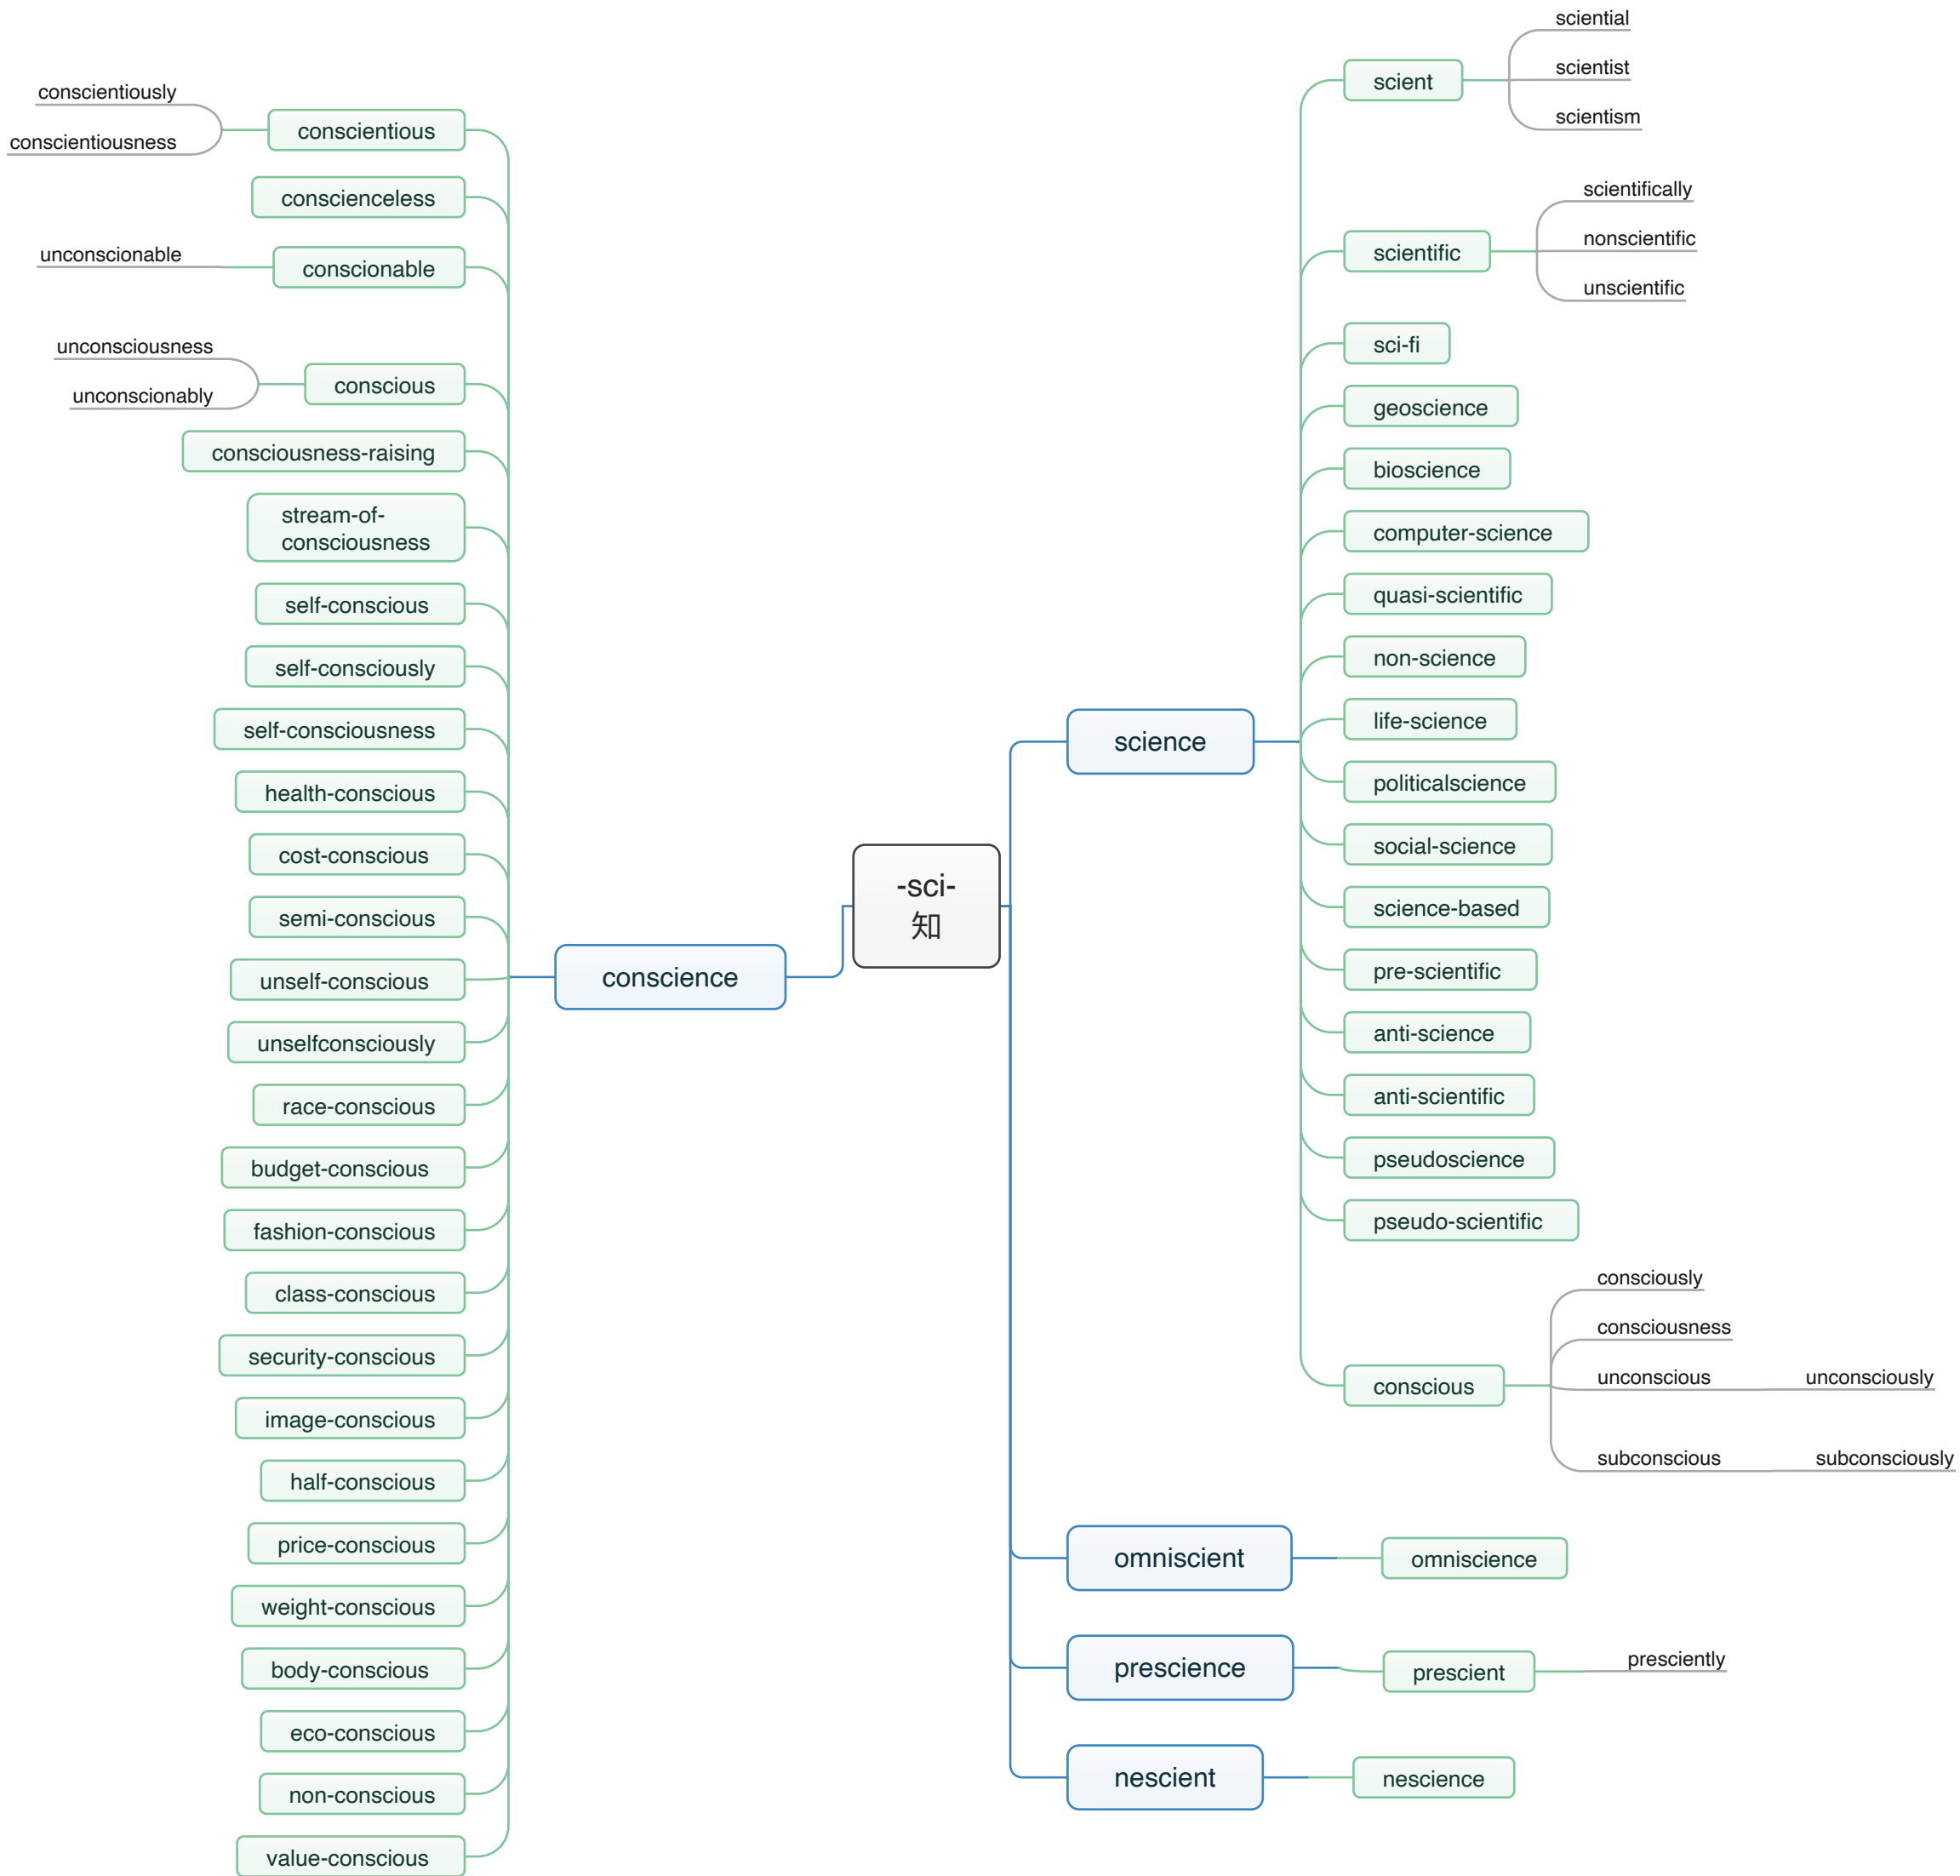 -sci-
知
conscience
conscientious
conscientiously
conscientiousness
conscienceless
conscionable
unconscionable
conscious
unconsciousness
unconscionably
consciousness-raising
stream-of-
consciousness
self-conscious
self-consciously
self-consciousness
health-conscious
cost-conscious
semi-conscious
unself-conscious
unselfconsciously
race-conscious
budget-conscious
fashion-conscious
class-conscious
security-conscious
image-conscious
half-conscious
price-conscious
weight-conscious
body-conscious
eco-conscious
non-conscious
value-conscious
science
scient
sciential
scientist
scientism
scientific
scientifically
nonscientific
unscientific
sci-fi
geoscience
bioscience
computer-science
quasi-scientific
non-science
life-science
politicalscience
social-science
science-based
pre-scientific
anti-science
anti-scientific
pseudoscience
pseudo-scientific
conscious
consciously
consciousness
unconscious
unconsciously
subconscious
subconsciously
omniscient
omniscience
prescience
prescient
presciently
nescient
nescience